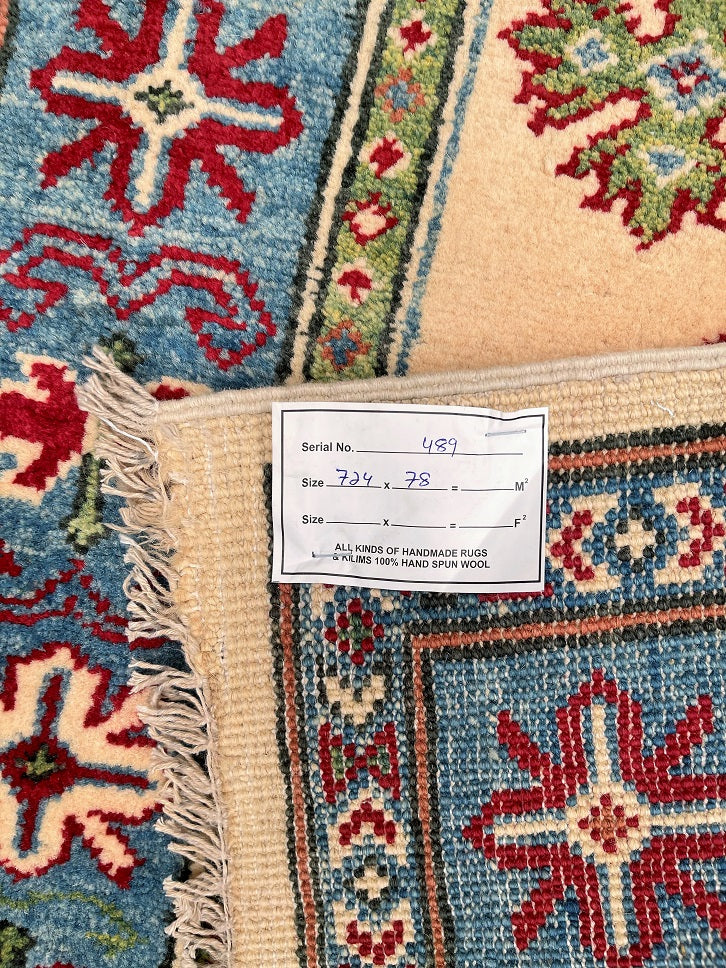 Serial No. 489
Size 724 x 78 = M²
Size x = F²
ALL KINDS OF HANDMADE RUGS
& KILIMS 100% HAND SPUN WOOL